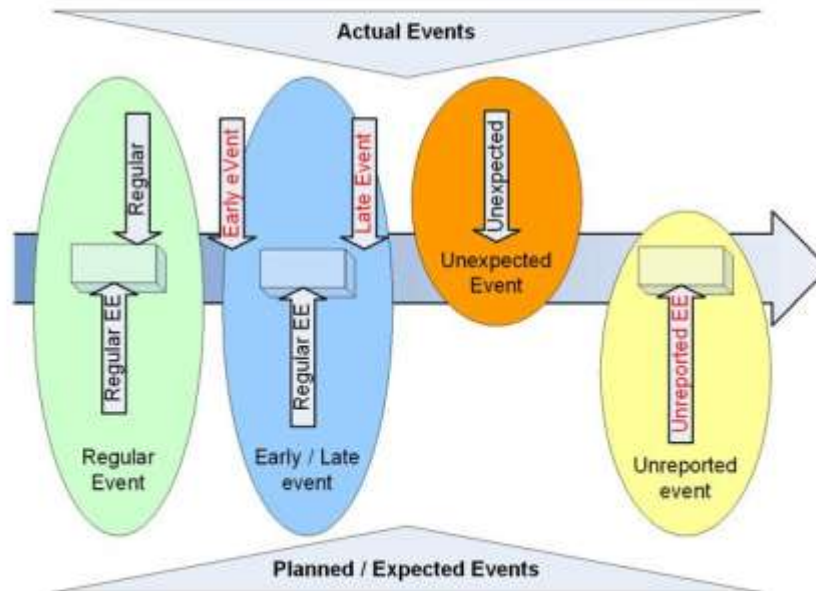 Actual Events
Regular
Early eVent
Late Event
Unexpected
Unexpected
Event
Regular EE
Regular EE
Unreported EE
Regular
Event
Early / Late
event
Unreported
event
Planned / Expected Events